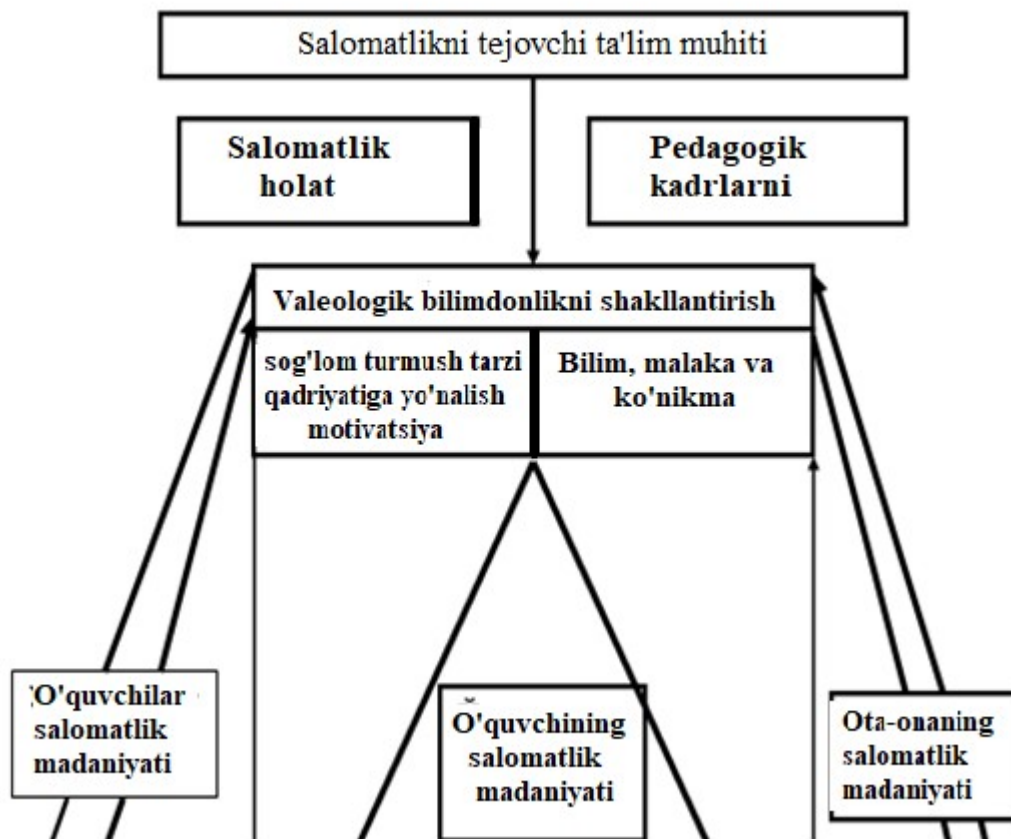 Salomatlikni tejovchi ta'lim muhiti
Salomatlik
holat
Pedagogik
kadrlarni
Valeologik bilimdonlikni shakllantirish
sog'lom turmush tarzi
qadriyatiga yo'nalish
motivatsiya
Bilim, malaka va
ko'nikma
O'quvchilar
salomatlik
madaniyati
O'quvchining
salomatlik
madaniyati
Ota-onaning
salomatlik
madaniyati